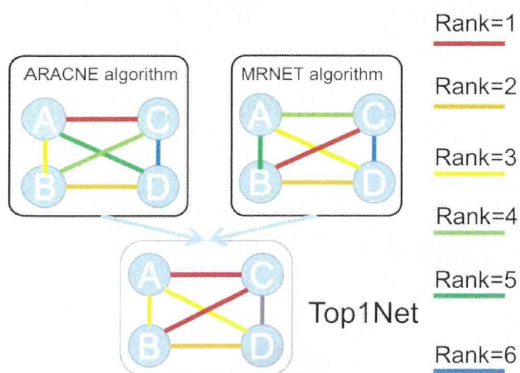 Rank=1
ARACNE algorithm
MRNET algorithm
Rank=2
A
C
A
C
Rank=3
B
D
B
D
Rank=4
A
C
Rank=5
Top1Net
B
D
Rank=6